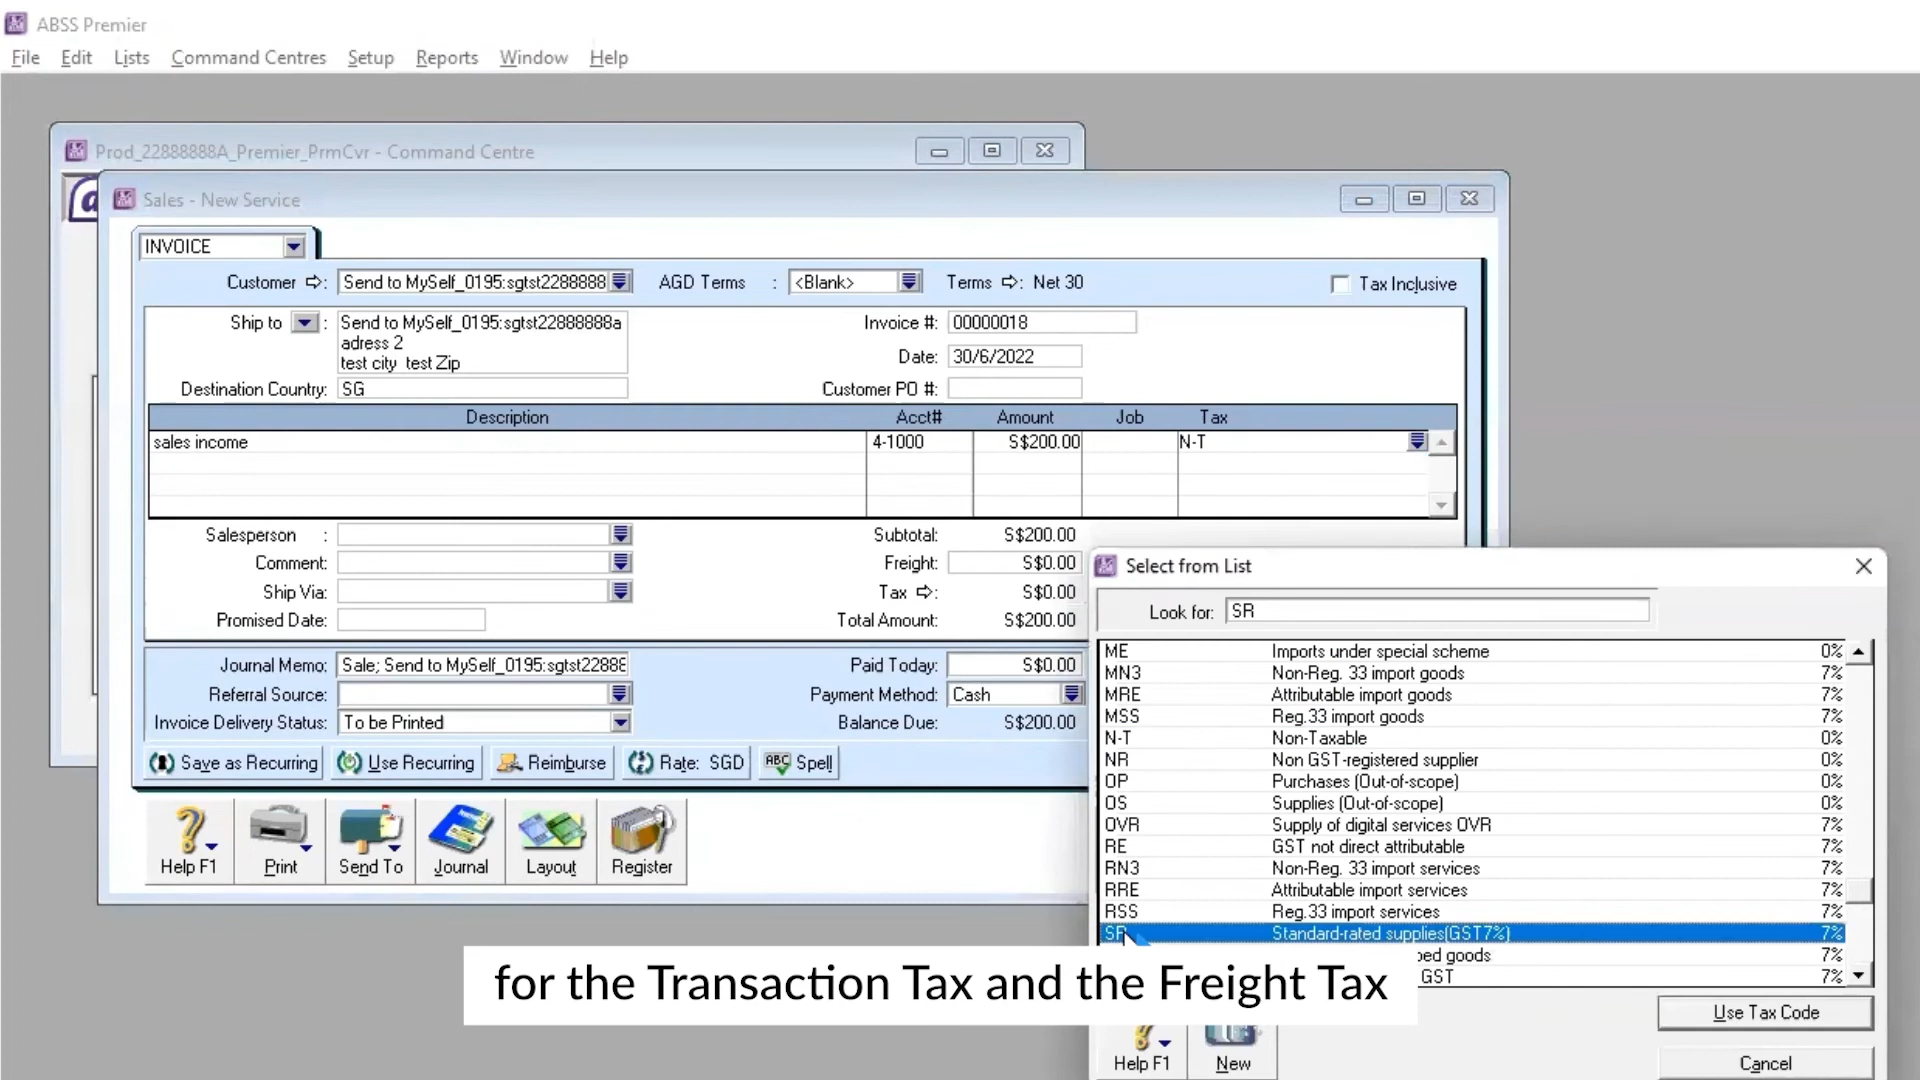 ABSS Premier
File Edit Lists Command Centres Setup Reports Window Help
Prod_22888888A_Premier_PrmCvr - Command Centre
Sales - New Service
INVOICE
Customer : Send to MySelf_0195:sgtst2288888 AGD Terms : <Blank> Terms : Net 30 Tax Inclusive
Ship to : Send to MySelf_0195:sgtst22888888a Invoice #: 00000018
adress 2
Date: 30/6/2022
test city test Zip
Destination Country: SG Customer PO #:
Description Acct# Amount Job Tax
sales income 4-1000 S$200.00 N-T
Salesperson : Subtotal: S$200.00
Comment: Freight: S$0.00
Ship Via: Tax : S$0.00
Promised Date: Total Amount: S$200.00
Journal Memo: Sale; Send to MySelf_0195:sgtst2288 Paid Today: S$0.00
Referral Source: Payment Method: Cash
Invoice Delivery Status: To be Printed Balance Due: S$200.00
Save as Recurring Use Recurring Reimburse Rate: SGD ABC Spell
Help F1 Print Send To Journal Layout Register
Select from List
Look for: SR
ME Imports under special scheme 0%
MN3 Non-Reg. 33 import goods 7%
MRE Attributable import goods 7%
MSS Reg.33 import goods 7%
N-T Non-Taxable 0%
NR Non GST-registered supplier 0%
OP Purchases (Out-of-scope) 0%
OS Supplies (Out-of-scope) 0%
OVR Supply of digital services OVR 7%
RE GST not direct attributable 7%
RN3 Non-Reg. 33 import services 7%
RRE Attributable import services 7%
RSS Reg.33 import services 7%
SR Standard-rated supplies(GST7%) 7%
goods 7%
GST 7%
Use Tax Code
Help F1 New Cancel
for the Transaction Tax and the Freight Tax